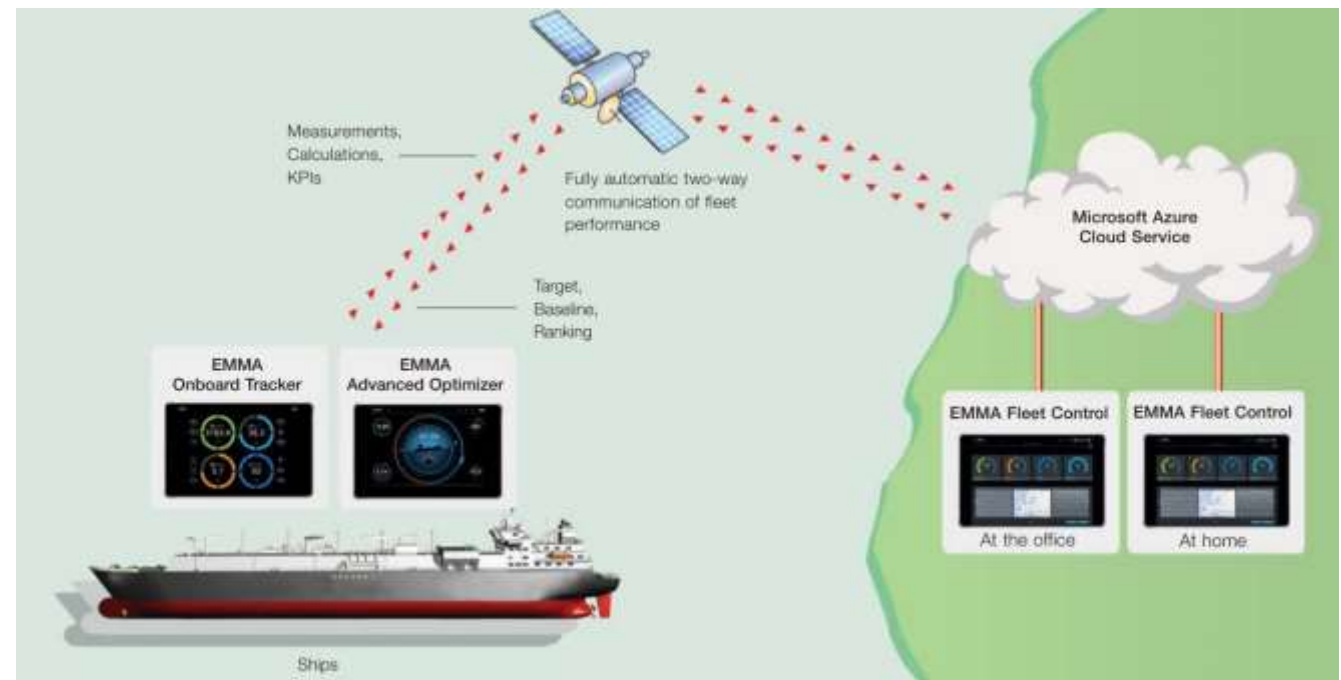 Measurements,
Calculations,
KPIs
Fully automatic two-way
communication of fleet
performance
Microsoft Azure
Cloud Service
Target,
Baseline,
Ranking
EMMA
Onboard Tracker
EMMA
Advanced Optimizer
EMMA Fleet Control
At the office
EMMA Fleet Control
At home
Ships